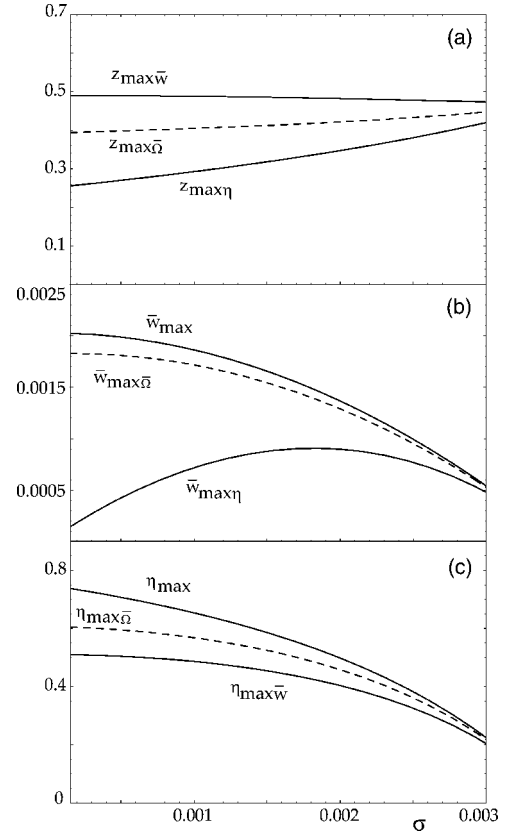 0.7
(a)
z_max w̄
0.5
z_max Ω̄
0.3
z_max η
0.1
0.0025
(b)
w̄_max
w̄_max Ω̄
0.0015
w̄_max η
0.0005
(c)
0.8
η_max
η_max Ω̄
0.4
η_max w̄
0
0.001 0.002 σ 0.003